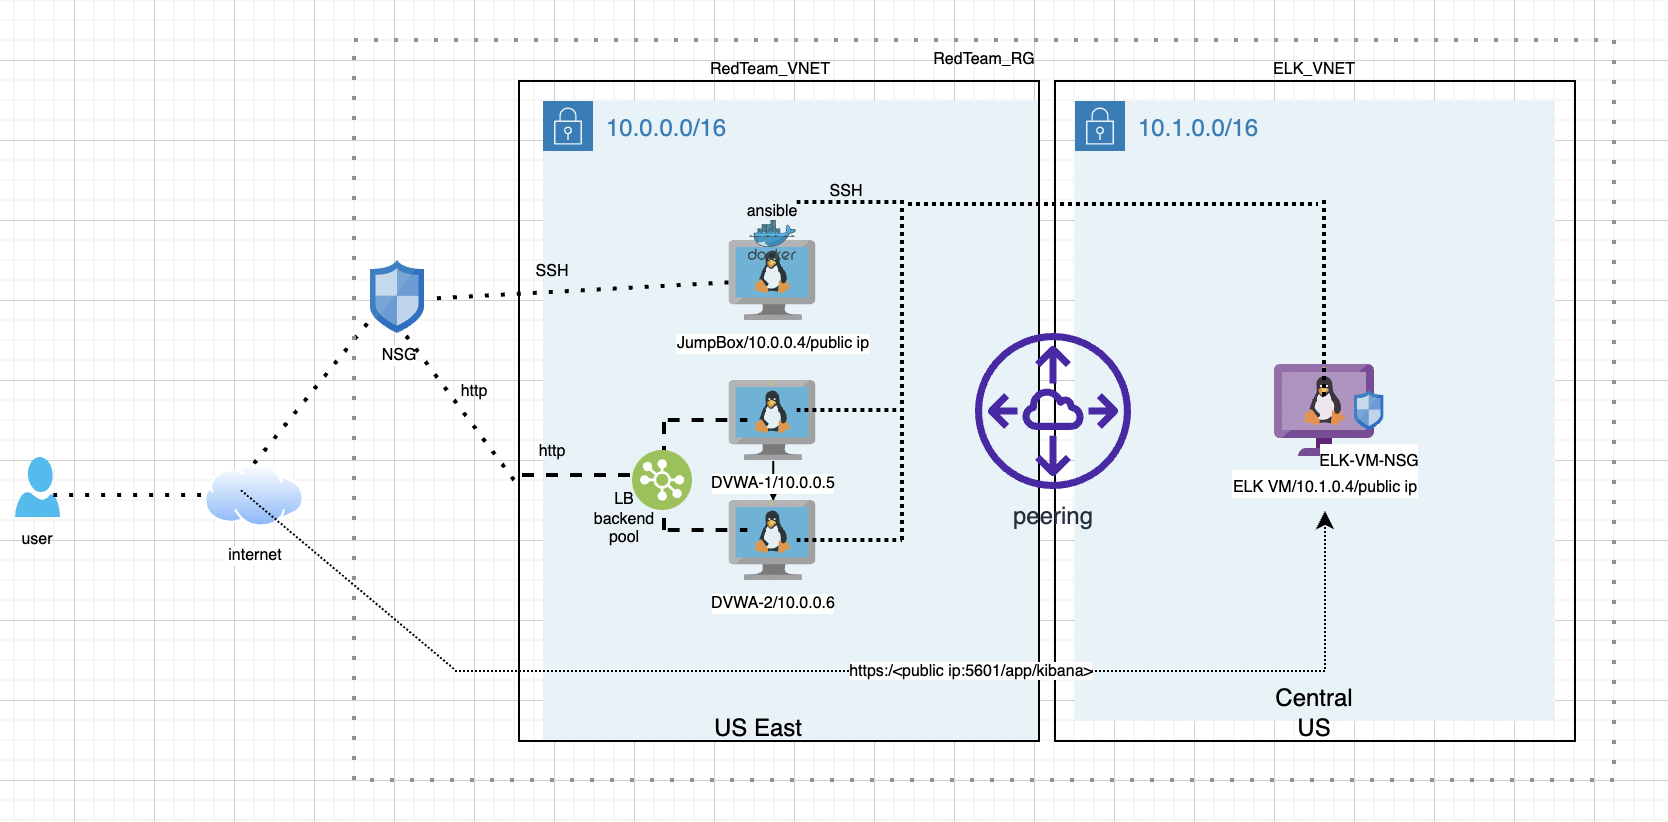 RedTeam_RG
RedTeam_VNET
ELK_VNET
10.0.0.0/16
10.1.0.0/16
SSH
ansible
docker
SSH
JumpBox/10.0.0.4/public ip
NSG
http
http
LB
backend
pool
DVWA-1/10.0.0.5
DVWA-2/10.0.0.6
peering
ELK-VM-NSG
ELK VM/10.1.0.4/public ip
user
internet
https:/<public ip:5601/app/kibana>
US East
Central
US